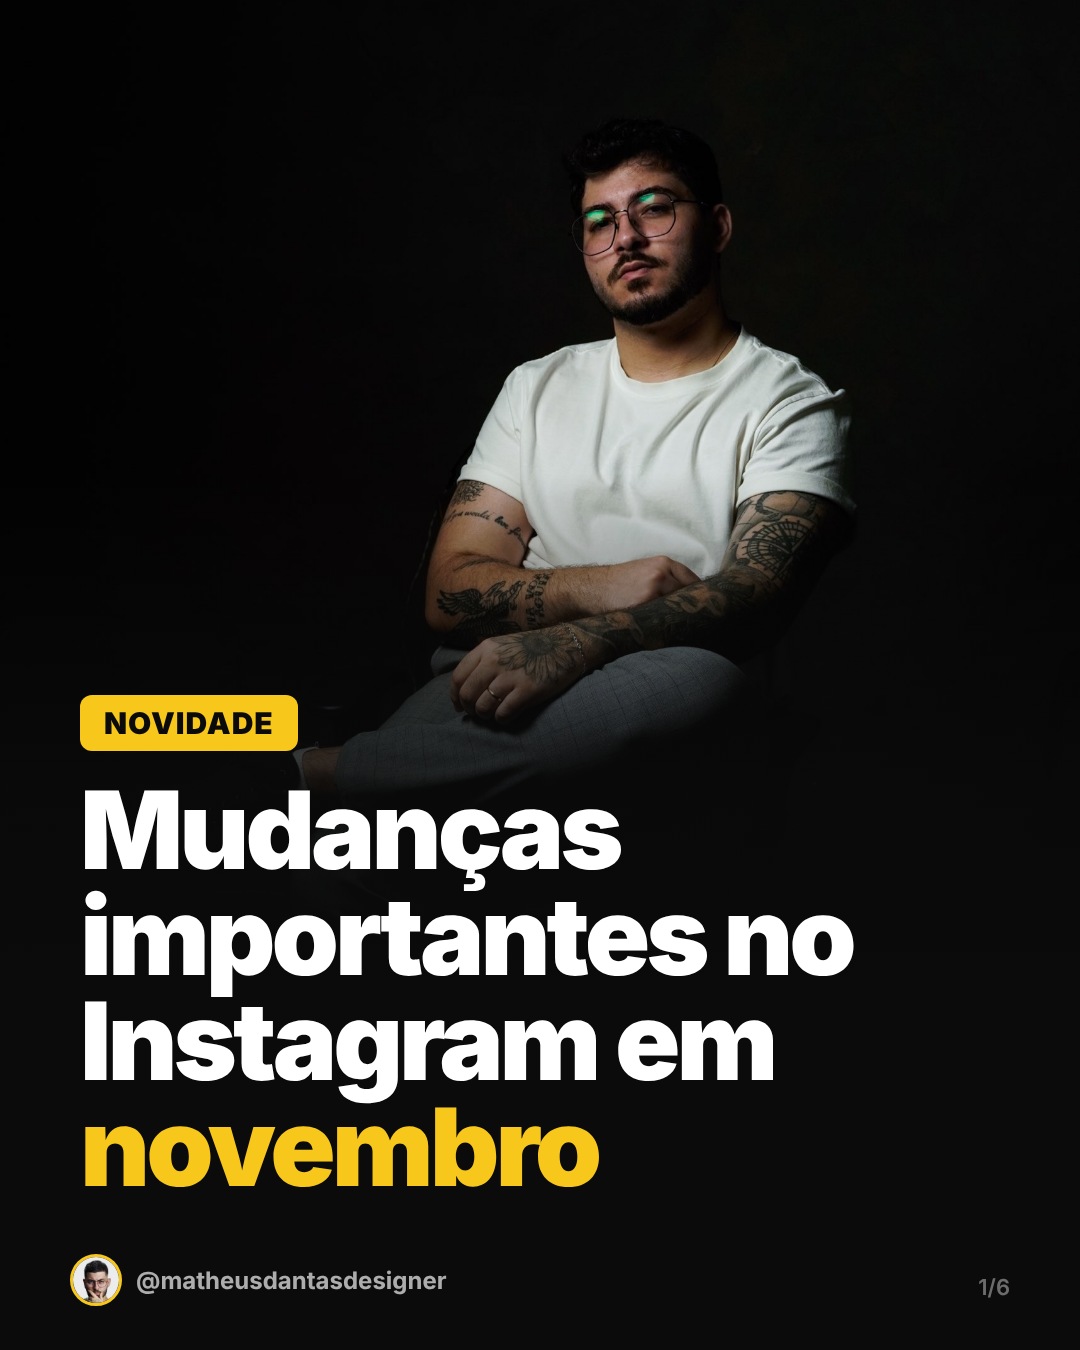 NOVIDADE
Mudanças
importantes no
Instagram em
novembro
@matheusdantasdesigner
1/6